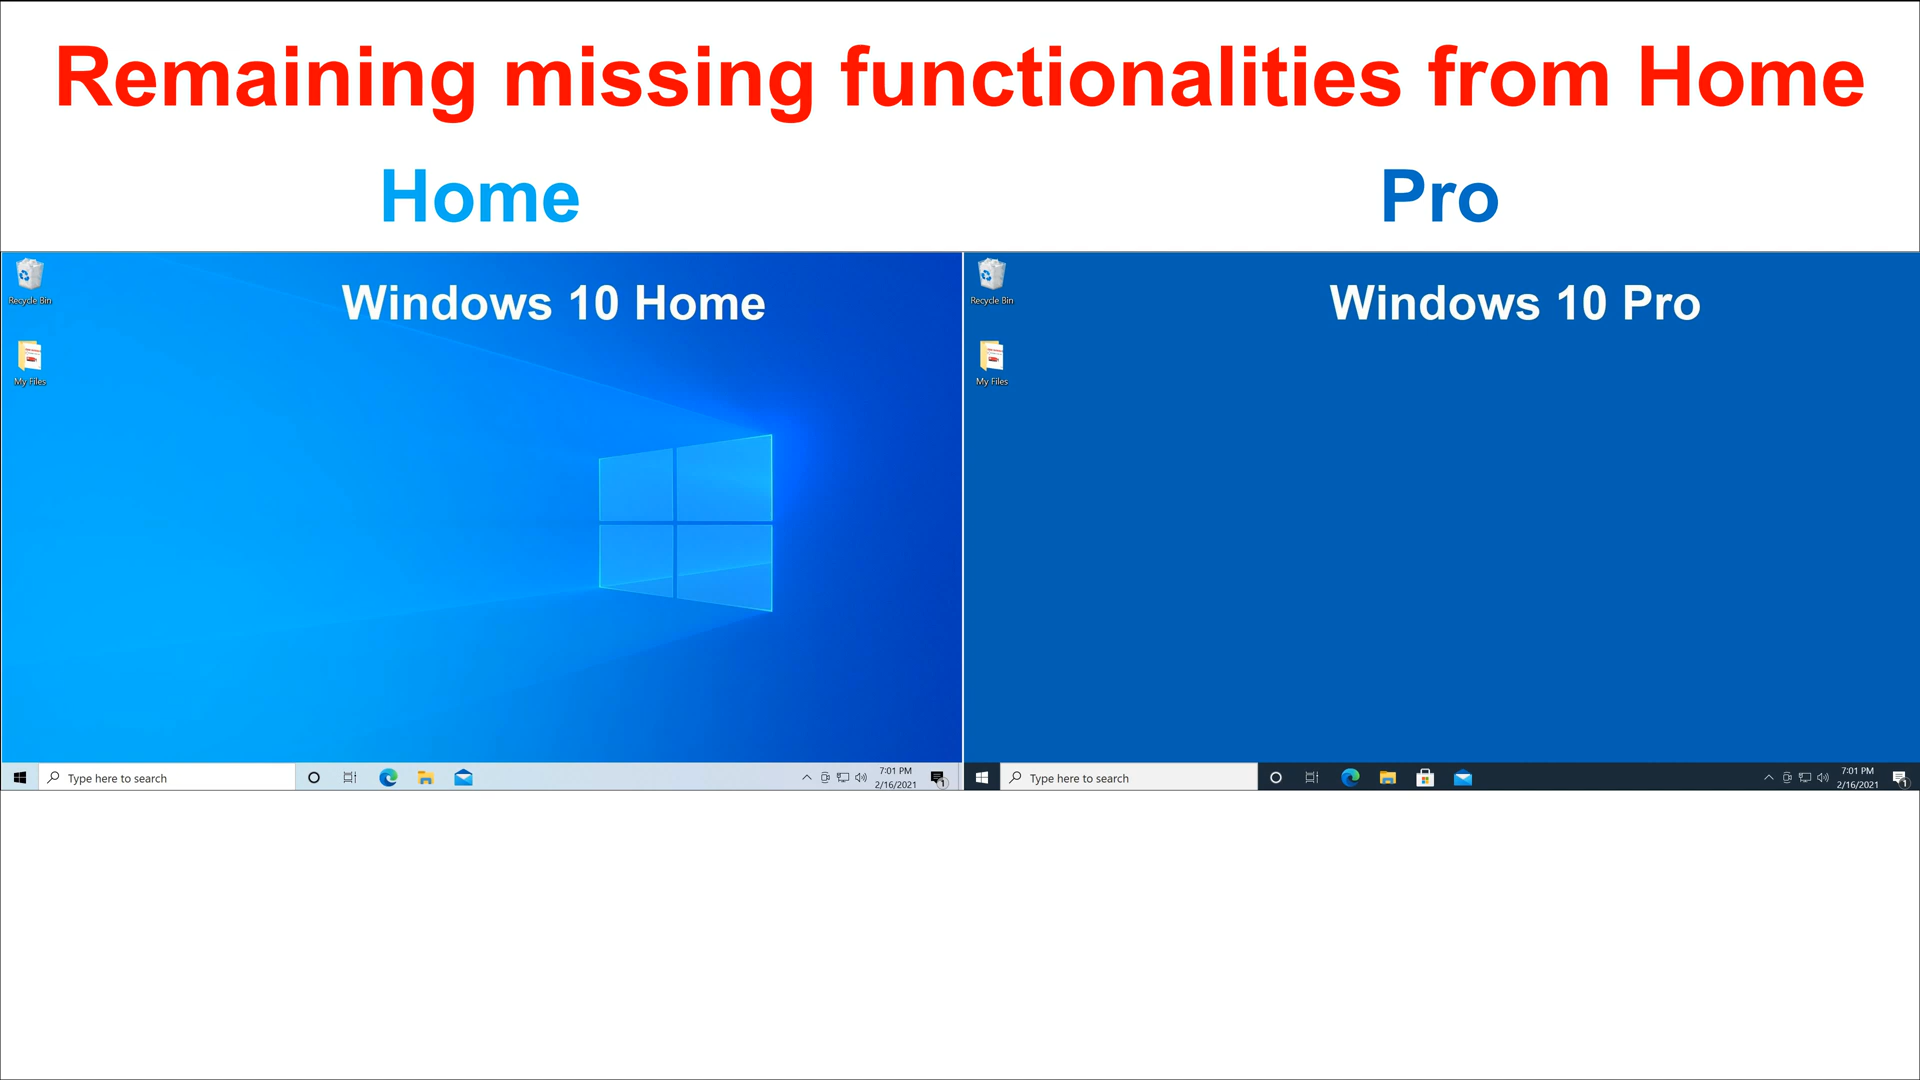 Remaining missing functionalities from Home
Home
Pro
Recycle Bin
Windows 10 Home
My Files
Type here to search
7:01 PM
2/16/2021
1
Recycle Bin
Windows 10 Pro
My Files
Type here to search
7:01 PM
2/16/2021
1